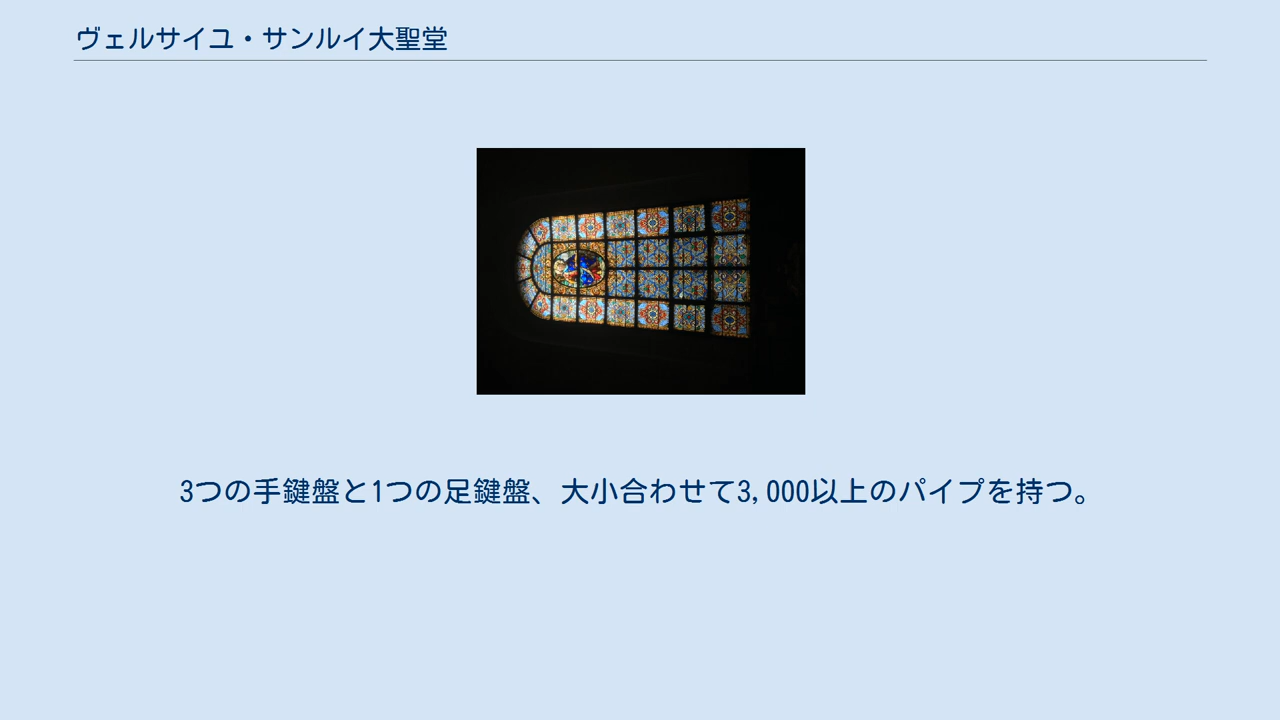 ヴェルサイユ・サンルイ大聖堂
3つの手鍵盤と1つの足鍵盤、大小合わせて3,000以上のパイプを持つ。